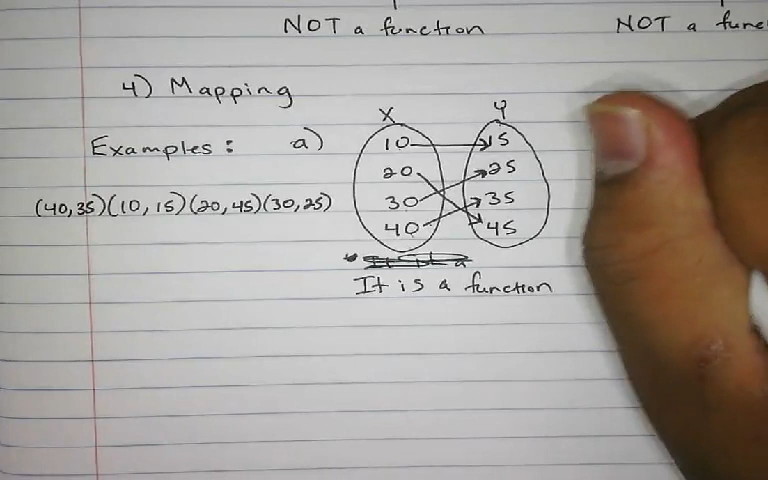 NOT a function
NOT a func
4) Mapping
Examples: a)
X Y
10 15
20 25
30 35
40 45
(40,35)(10,15)(20,45)(30,25)
It is a function